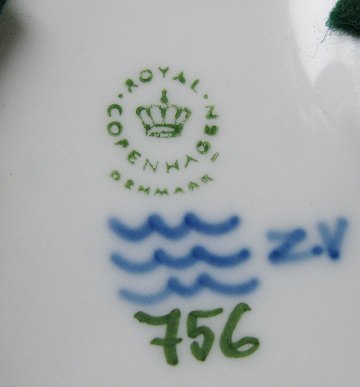 ROYAL
COPENHAGEN
DENMARK
Z.V
756